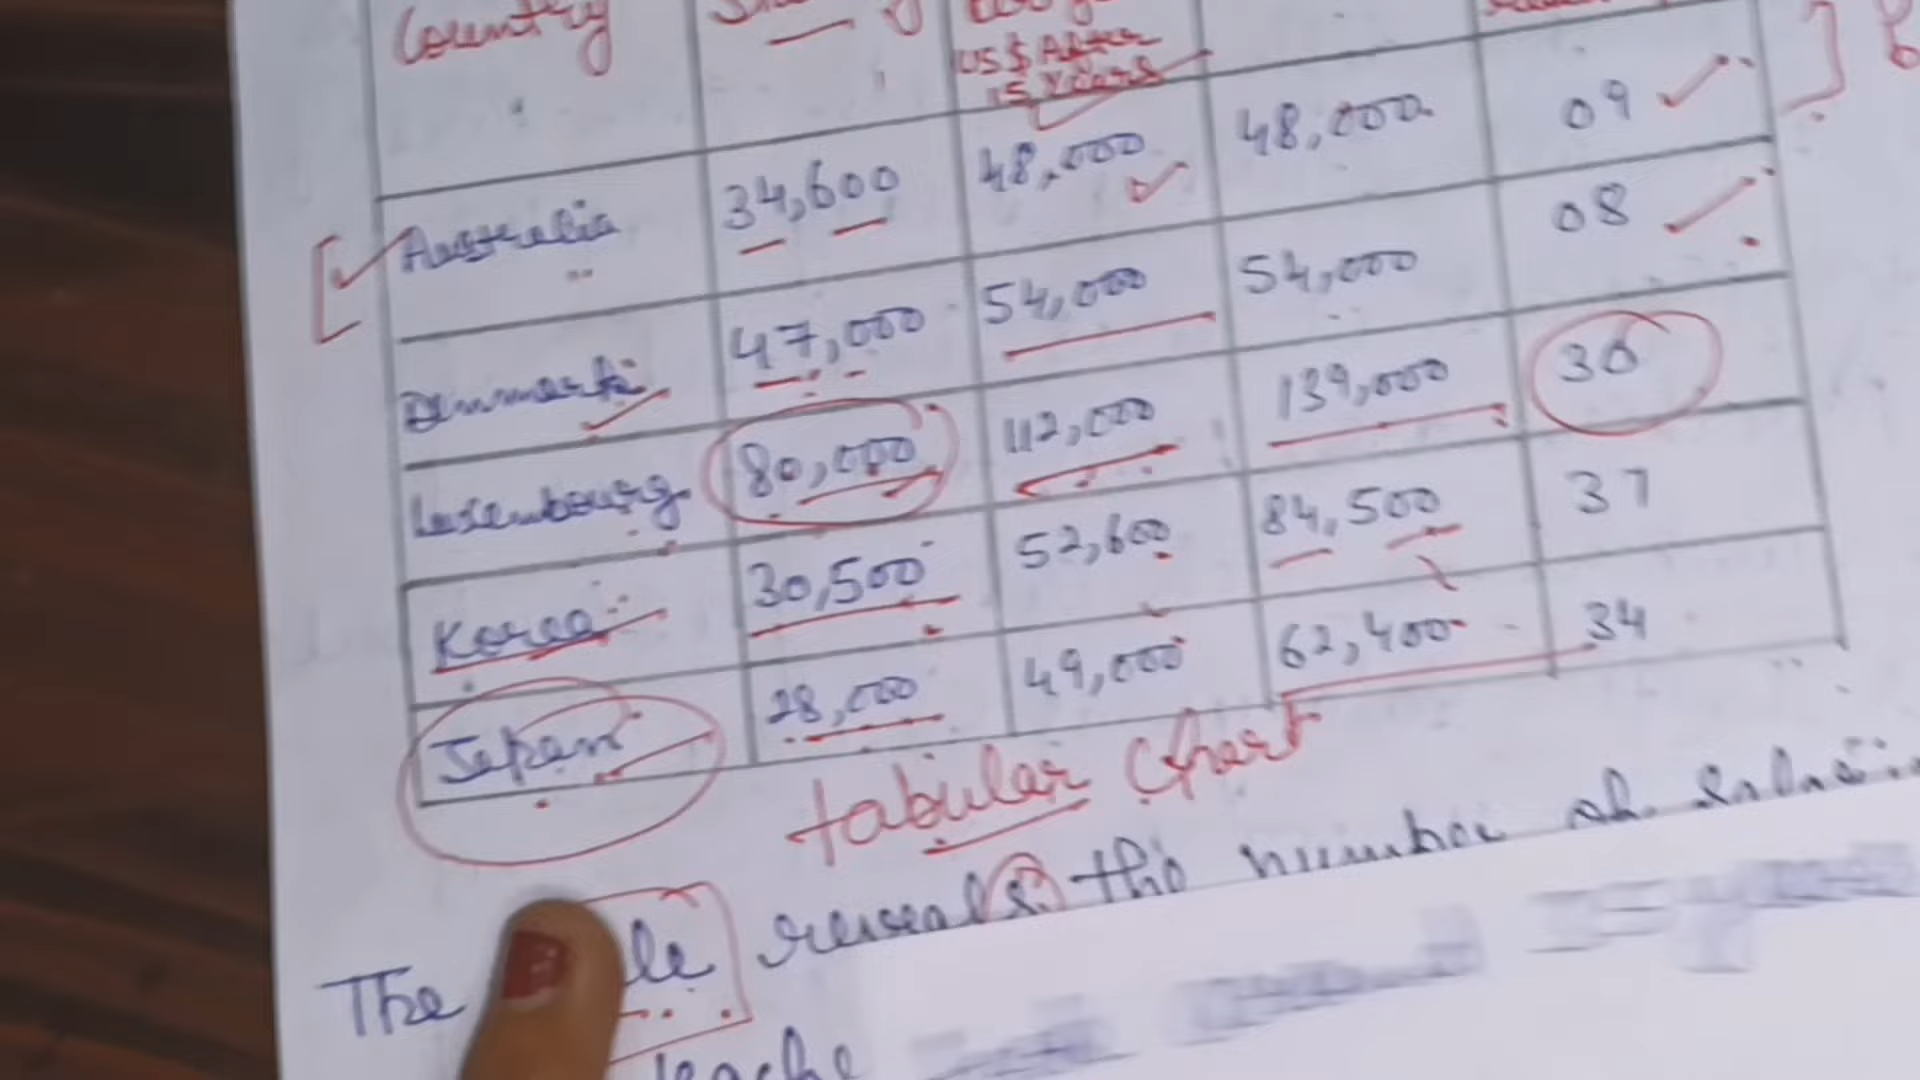 Country
US $ After
15 Years
Australia 34,600 48,000 48,000 09
Dinmark 47,000 54,000 54,000 08
Luxembourg 80,000 112,000 139,000 30
Korea 30,500 52,600 84,500 37
Japan 28,000 49,000 62,400 34
tabular Chart
The reveals the number of